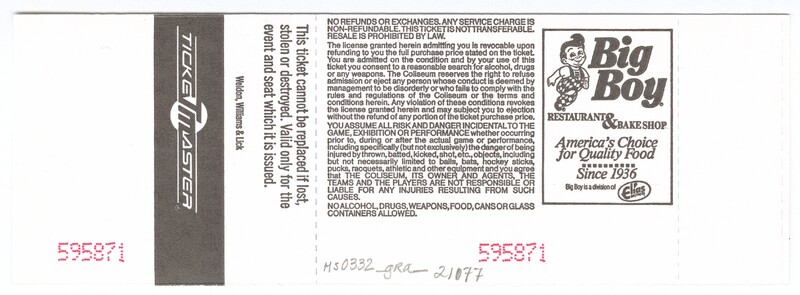 TICKETMASTER
This ticket cannot be replaced if lost,
stolen or destroyed. Valid only for the
event and seat which it is issued.
Weldon, Williams & Lick
595871
NO REFUNDS OR EXCHANGES. ANY SERVICE CHARGE IS
NON-REFUNDABLE. THIS TICKET IS NOT TRANSFERABLE.
RESALE IS PROHIBITED BY LAW.
The license granted herein admitting you is revocable upon
refunding to you the full purchase price stated on the ticket.
You are admitted on the condition and by your use of this
ticket you consent to a reasonable search for alcohol, drugs
or any weapons. The Coliseum reserves the right to refuse
admission or eject any person whose conduct is deemed by
management to be disorderly or who fails to comply with the
rules and regulations of the Coliseum or the terms and
conditions herein. Any violation of these conditions revokes
the license granted herein and may subject you to ejection
without the refund of any portion of the ticket purchase price.
YOU ASSUME ALL RISK AND DANGER INCIDENTAL TO THE
GAME, EXHIBITION OR PERFORMANCE whether occurring
prior to, during or after the actual game or performance,
including specifically (but not exclusively) the danger of being
injured by thrown, batted, kicked, shot, etc., objects, including
but not necessarily limited to balls, bats, hockey sticks,
pucks, racquets, athletic and other equipment and you agree
that THE COLISEUM, ITS OWNER AND AGENTS, THE
TEAMS AND THE PLAYERS ARE NOT RESPONSIBLE OR
LIABLE FOR ANY INJURIES RESULTING FROM SUCH
CAUSES.
NO ALCOHOL, DRUGS, WEAPONS, FOOD, CANS OR GLASS
CONTAINERS ALLOWED.
595871
MS0332_gRA_21077
Big
Boy
Big
Boy®
RESTAURANT & BAKE SHOP
America's Choice
for Quality Food
Since 1936
Big Boy is a division of Elias